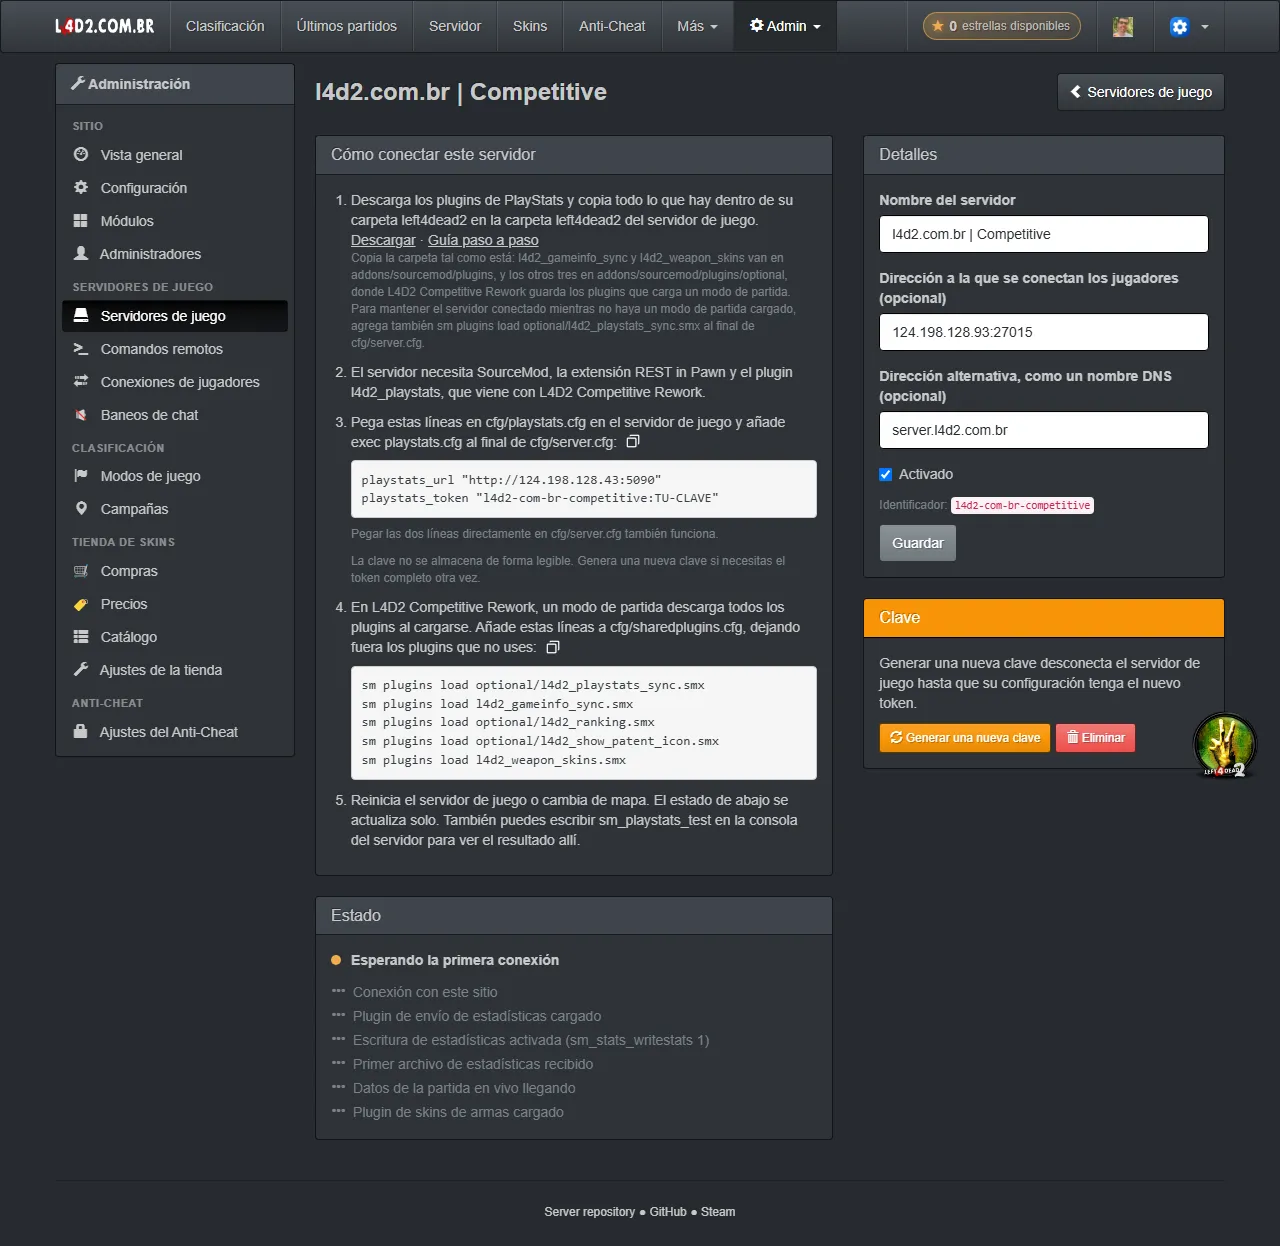 L4D2.COM.BR
Clasificación
Últimos partidos
Servidor
Skins
Anti-Cheat
Más
Admin
0 estrellas disponibles
Administración
SITIO
Vista general
Configuración
Módulos
Administradores
SERVIDORES DE JUEGO
Servidores de juego
Comandos remotos
Conexiones de jugadores
Baneos de chat
CLASIFICACIÓN
Modos de juego
Campañas
TIENDA DE SKINS
Compras
Precios
Catálogo
Ajustes de la tienda
ANTI-CHEAT
Ajustes del Anti-Cheat
l4d2.com.br | Competitive
Servidores de juego
Cómo conectar este servidor
1. Descarga los plugins de PlayStats y copia todo lo que hay dentro de su
carpeta left4dead2 en la carpeta left4dead2 del servidor de juego.
Descargar · Guía paso a paso
Copia la carpeta tal como está: l4d2_gameinfo_sync y l4d2_weapon_skins van en
addons/sourcemod/plugins, y los otros tres en addons/sourcemod/plugins/optional,
donde L4D2 Competitive Rework guarda los plugins que carga un modo de partida.
Para mantener el servidor conectado mientras no haya un modo de partida cargado,
agrega también sm plugins load optional/l4d2_playstats_sync.smx al final de
cfg/server.cfg.
2. El servidor necesita SourceMod, la extensión REST in Pawn y el plugin
l4d2_playstats, que viene con L4D2 Competitive Rework.
3. Pega estas líneas en cfg/playstats.cfg en el servidor de juego y añade
exec playstats.cfg al final de cfg/server.cfg:
playstats_url "http://124.198.128.43:5090"
playstats_token "l4d2-com-br-competitive:TU-CLAVE"
Pegar las dos líneas directamente en cfg/server.cfg también funciona.
La clave no se almacena de forma legible. Genera una nueva clave si necesitas el
token completo otra vez.
4. En L4D2 Competitive Rework, un modo de partida descarga todos los
plugins al cargarse. Añade estas líneas a cfg/sharedplugins.cfg, dejando
fuera los plugins que no uses:
sm plugins load optional/l4d2_playstats_sync.smx
sm plugins load l4d2_gameinfo_sync.smx
sm plugins load optional/l4d2_ranking.smx
sm plugins load optional/l4d2_show_patent_icon.smx
sm plugins load l4d2_weapon_skins.smx
5. Reinicia el servidor de juego o cambia de mapa. El estado de abajo se
actualiza solo. También puedes escribir sm_playstats_test en la consola
del servidor para ver el resultado allí.
Estado
Esperando la primera conexión
Conexión con este sitio
Plugin de envío de estadísticas cargado
Escritura de estadísticas activada (sm_stats_writestats 1)
Primer archivo de estadísticas recibido
Datos de la partida en vivo llegando
Plugin de skins de armas cargado
Detalles
Nombre del servidor
l4d2.com.br | Competitive
Dirección a la que se conectan los jugadores
(opcional)
124.198.128.93:27015
Dirección alternativa, como un nombre DNS
(opcional)
server.l4d2.com.br
Activado
Identificador: l4d2-com-br-competitive
Guardar
Clave
Generar una nueva clave desconecta el servidor de
juego hasta que su configuración tenga el nuevo
token.
Generar una nueva clave
Eliminar
LEFT4DEAD2
Server repository ● GitHub ● Steam